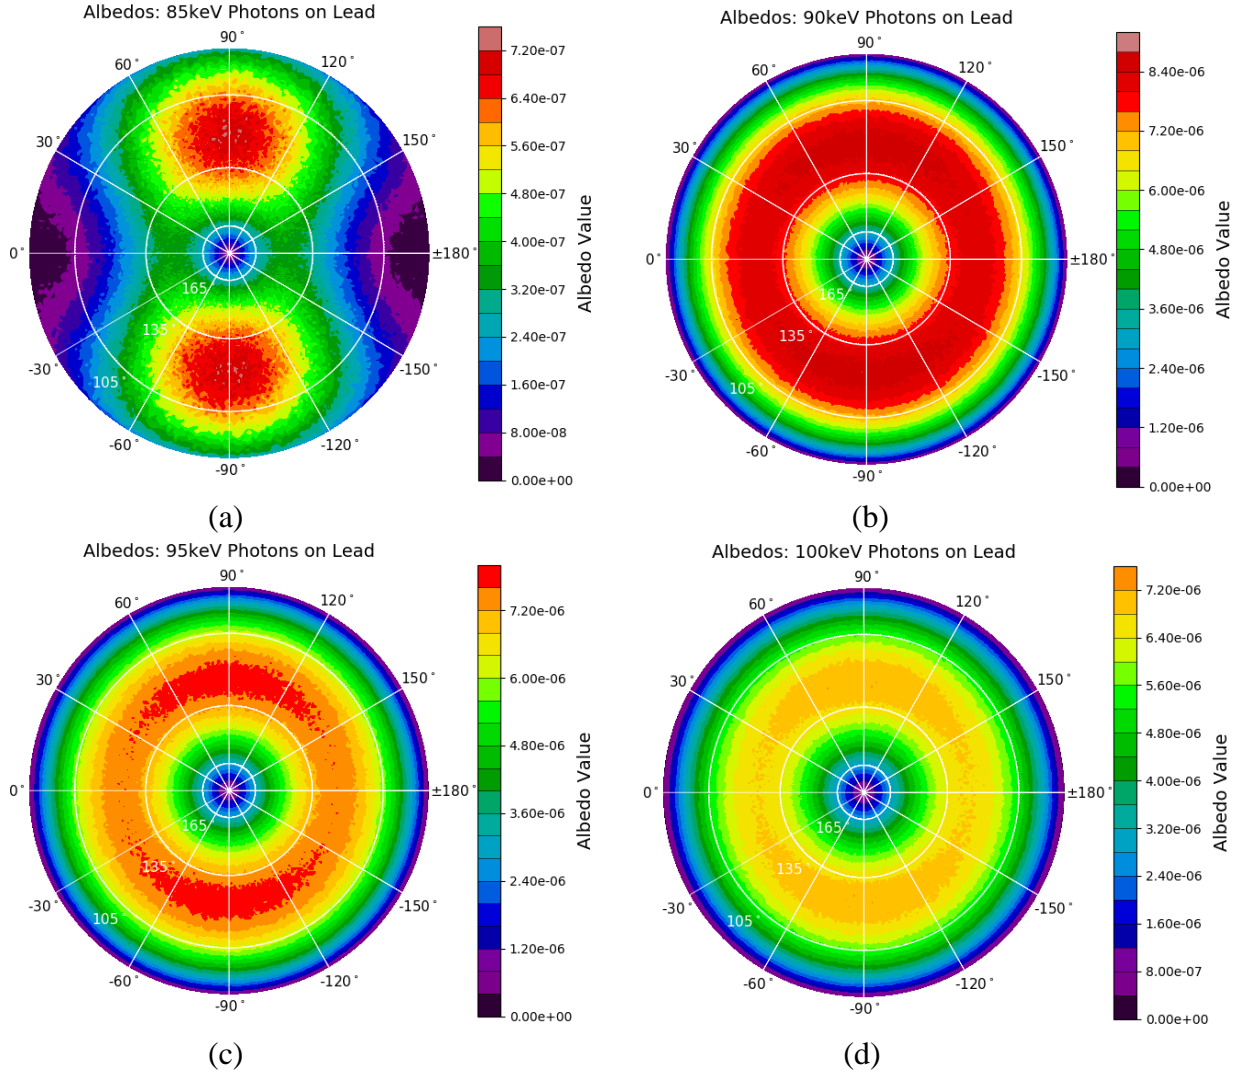 Albedos: 85keV Photons on Lead
90°
60°
120°
30
150°
0°
±180°
165
135°
105°
-30°
-150°
-60°
-120°
-90°
7.20e-07
6.40e-07
5.60e-07
4.80e-07
4.00e-07
3.20e-07
2.40e-07
1.60e-07
8.00e-08
0.00e+00
Albedo Value
(a)
Albedos: 90keV Photons on Lead
90°
60°
120°
30°
150°
0°
±180°
165
135°
105°
-30°
-150°
-60°
-120°
-90°
8.40e-06
7.20e-06
6.00e-06
4.80e-06
3.60e-06
2.40e-06
1.20e-06
0.00e+00
Albedo Value
(b)
Albedos: 95keV Photons on Lead
90°
60°
120°
30°
150°
0°
±180°
165
135°
105°
-30°
-150°
-60°
-120°
-90°
7.20e-06
6.00e-06
4.80e-06
3.60e-06
2.40e-06
1.20e-06
0.00e+00
Albedo Value
(c)
Albedos: 100keV Photons on Lead
90°
60°
120°
30°
150°
0°
±180°
165
135°
105°
-30°
-150°
-60°
-120°
-90°
7.20e-06
6.40e-06
5.60e-06
4.80e-06
4.00e-06
3.20e-06
2.40e-06
1.60e-06
8.00e-07
0.00e+00
Albedo Value
(d)